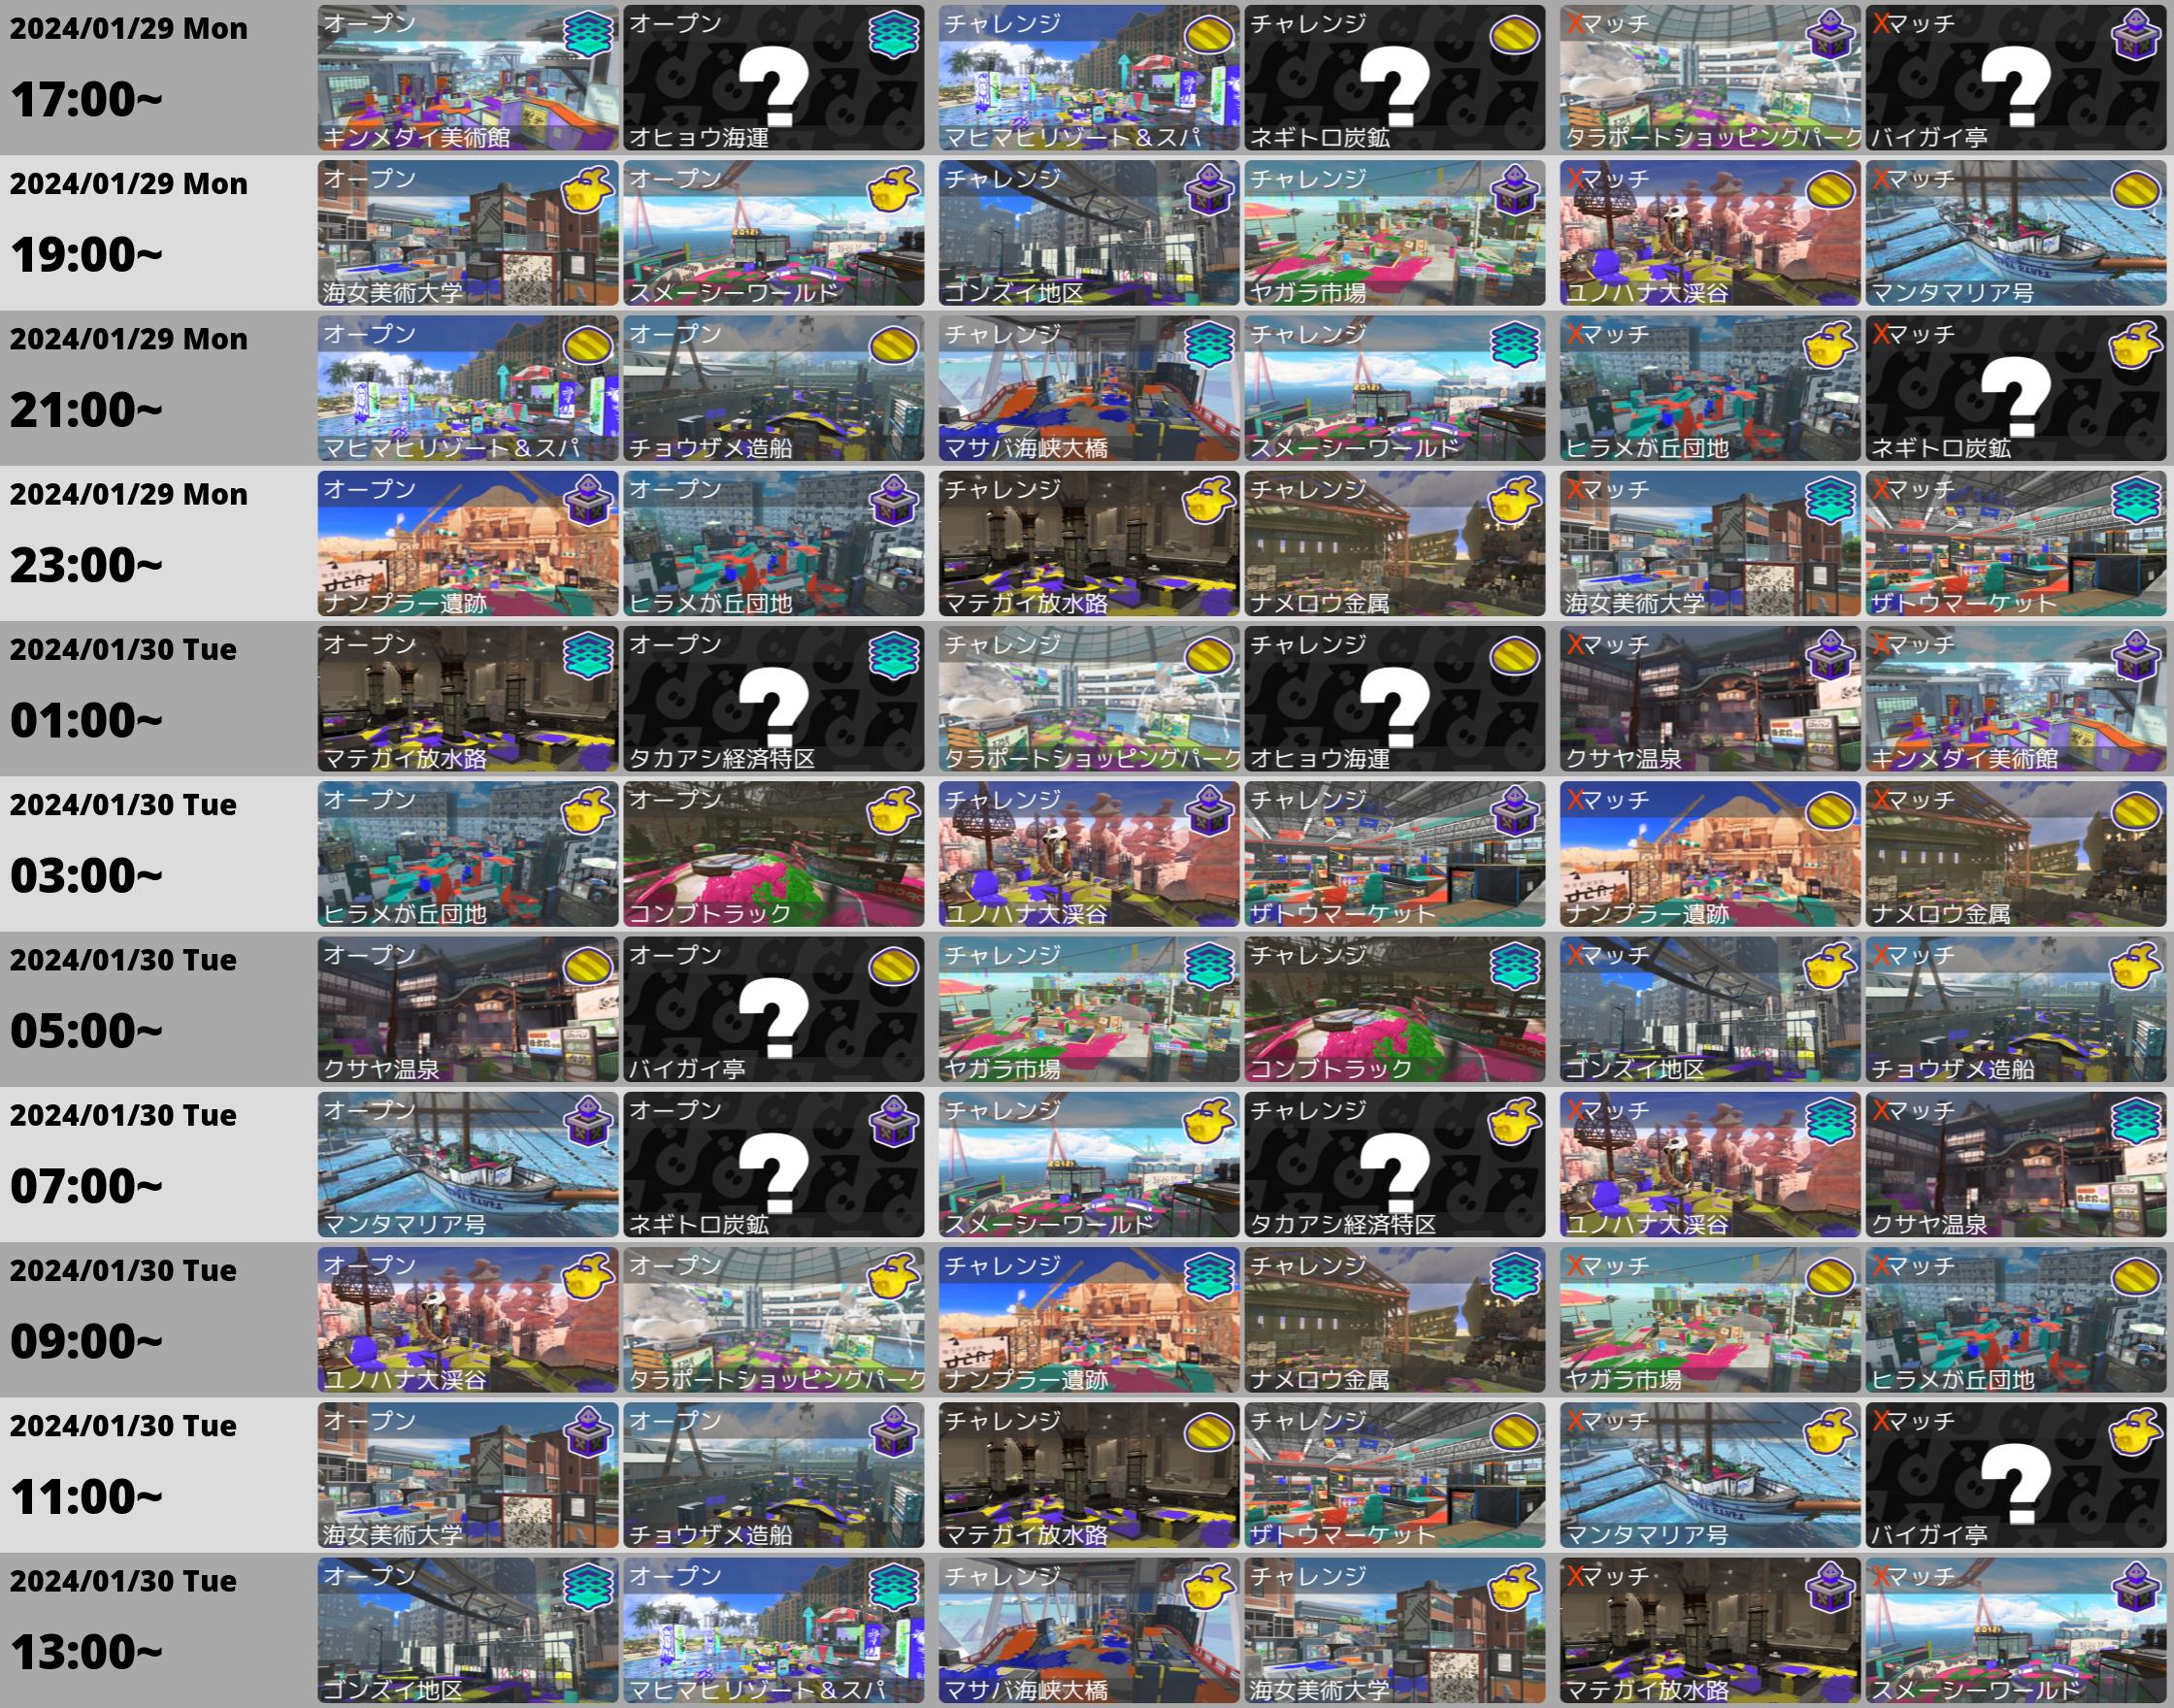 2024/01/29 Mon
17:00~
オープン
キンメダイ美術館
オープン
オヒョウ海運
チャレンジ
マヒマヒリゾート＆スパ
チャレンジ
ネギトロ炭鉱
Xマッチ
タラポートショッピングパーク
Xマッチ
バイガイ亭
2024/01/29 Mon
19:00~
オープン
海女美術大学
オープン
スメーシーワールド
チャレンジ
ゴンズイ地区
チャレンジ
ヤガラ市場
Xマッチ
ユノハナ大渓谷
Xマッチ
マンタマリア号
2024/01/29 Mon
21:00~
オープン
マヒマヒリゾート＆スパ
オープン
チョウザメ造船
チャレンジ
マサバ海峡大橋
チャレンジ
スメーシーワールド
Xマッチ
ヒラメが丘団地
Xマッチ
ネギトロ炭鉱
2024/01/29 Mon
23:00~
オープン
ナンプラー遺跡
オープン
ヒラメが丘団地
チャレンジ
マテガイ放水路
チャレンジ
ナメロウ金属
Xマッチ
海女美術大学
Xマッチ
ザトウマーケット
2024/01/30 Tue
01:00~
オープン
マテガイ放水路
オープン
タカアシ経済特区
チャレンジ
タラポートショッピングパーク
チャレンジ
オヒョウ海運
Xマッチ
クサヤ温泉
Xマッチ
キンメダイ美術館
2024/01/30 Tue
03:00~
オープン
ヒラメが丘団地
オープン
コンブトラック
チャレンジ
ユノハナ大渓谷
チャレンジ
ザトウマーケット
Xマッチ
ナンプラー遺跡
Xマッチ
ナメロウ金属
2024/01/30 Tue
05:00~
オープン
クサヤ温泉
オープン
バイガイ亭
チャレンジ
ヤガラ市場
チャレンジ
コンブトラック
Xマッチ
ゴンズイ地区
Xマッチ
チョウザメ造船
2024/01/30 Tue
07:00~
オープン
マンタマリア号
オープン
ネギトロ炭鉱
チャレンジ
スメーシーワールド
チャレンジ
タカアシ経済特区
Xマッチ
ユノハナ大渓谷
Xマッチ
クサヤ温泉
2024/01/30 Tue
09:00~
オープン
ユノハナ大渓谷
オープン
タラポートショッピングパーク
チャレンジ
ナンプラー遺跡
チャレンジ
ナメロウ金属
Xマッチ
ヤガラ市場
Xマッチ
ヒラメが丘団地
2024/01/30 Tue
11:00~
オープン
海女美術大学
オープン
チョウザメ造船
チャレンジ
マテガイ放水路
チャレンジ
ザトウマーケット
Xマッチ
マンタマリア号
Xマッチ
バイガイ亭
2024/01/30 Tue
13:00~
オープン
ゴンズイ地区
オープン
マヒマヒリゾート＆スパ
チャレンジ
マサバ海峡大橋
チャレンジ
海女美術大学
Xマッチ
マテガイ放水路
Xマッチ
スメーシーワールド